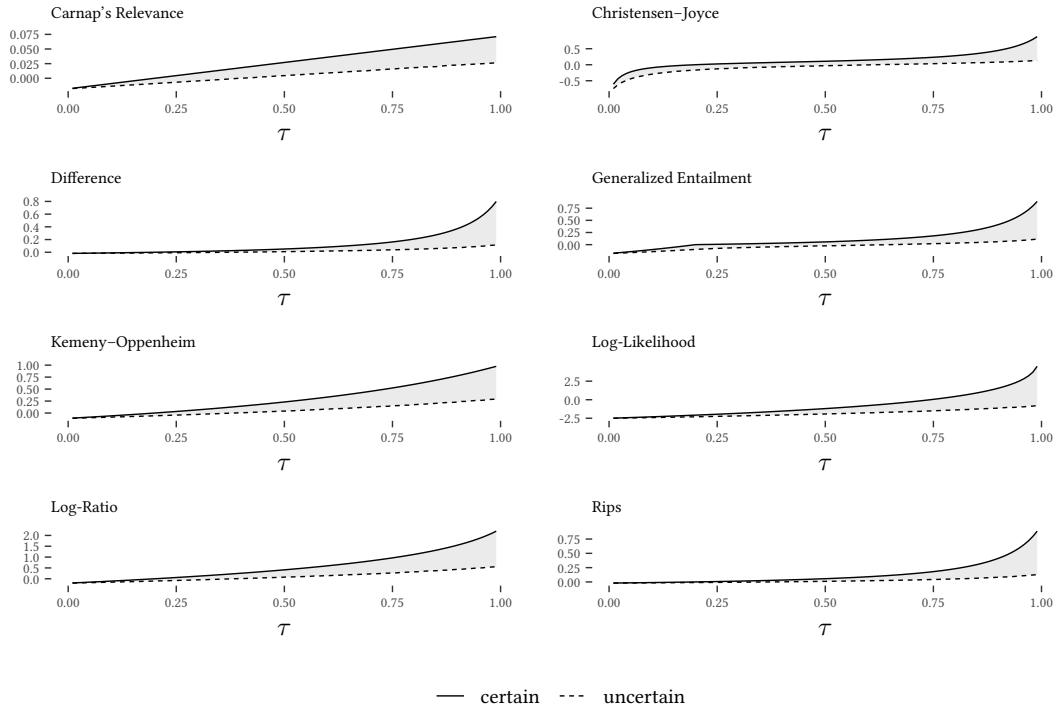 Carnap's Relevance
0.075
0.050
0.025
0.000
0.00 0.25 0.50 0.75 1.00
τ
Christensen–Joyce
0.5
0.0
-0.5
0.00 0.25 0.50 0.75 1.00
τ
Difference
0.8
0.6
0.4
0.2
0.0
0.00 0.25 0.50 0.75 1.00
τ
Generalized Entailment
0.75
0.50
0.25
0.00
0.00 0.25 0.50 0.75 1.00
τ
Kemeny–Oppenheim
1.00
0.75
0.50
0.25
0.00
0.00 0.25 0.50 0.75 1.00
τ
Log-Likelihood
2.5
0.0
-2.5
0.00 0.25 0.50 0.75 1.00
τ
Log-Ratio
2.0
1.5
1.0
0.5
0.0
0.00 0.25 0.50 0.75 1.00
τ
Rips
0.75
0.50
0.25
0.00
0.00 0.25 0.50 0.75 1.00
τ
certain uncertain